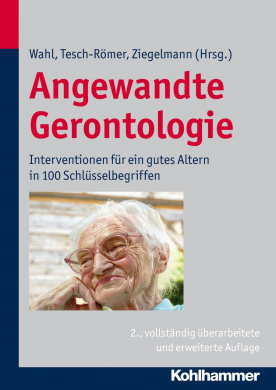 Wahl, Tesch-Römer, Ziegelmann (Hrsg.)
Angewandte
Gerontologie
Interventionen für ein gutes Altern
in 100 Schlüsselbegriffen
2., vollständig überarbeitete
und erweiterte Auflage
Kohlhammer